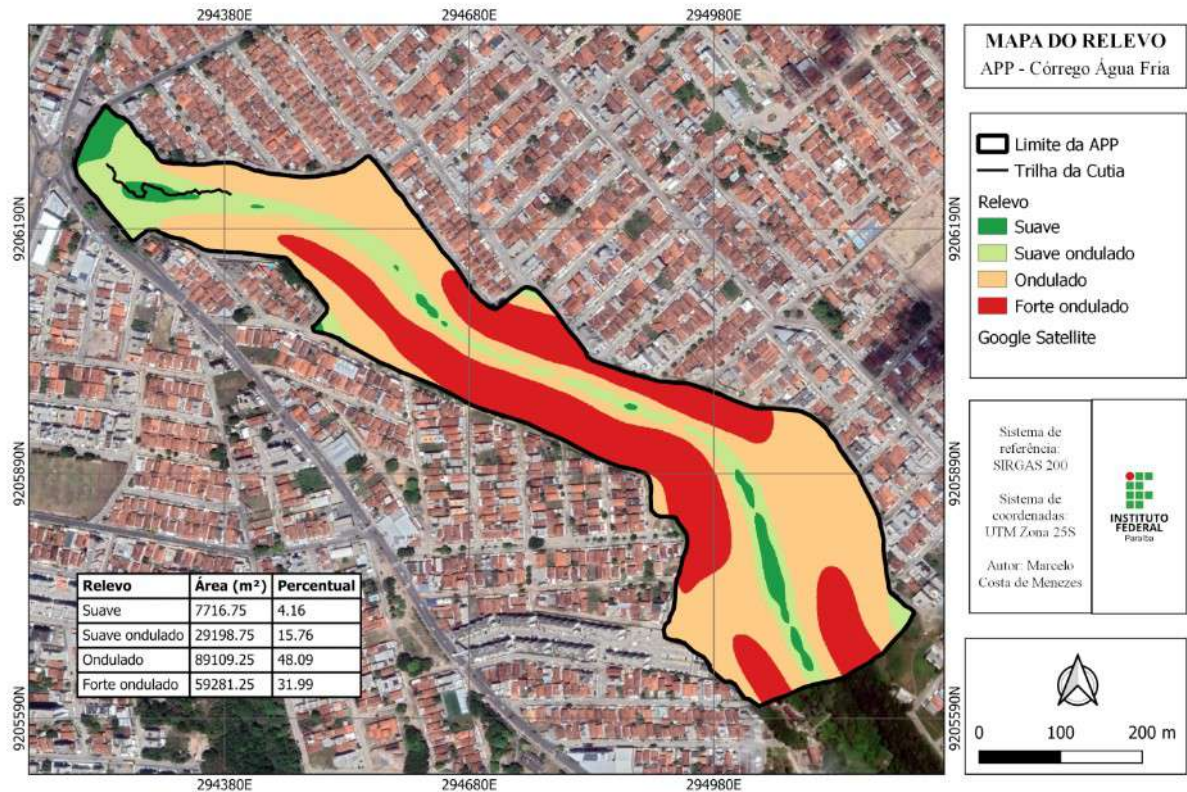 294380E 294680E 294980E
9206190N 9206190N
9205890N 9205890N
9205590N 9205590N
Relevo Área (m²) Percentual
Suave 7716.75 4.16
Suave ondulado 29198.75 15.76
Ondulado 89109.25 48.09
Forte ondulado 59281.25 31.99
294380E 294680E 294980E
MAPA DO RELEVO
APP - Córrego Água Fria
Limite da APP
Trilha da Cutia
Relevo
Suave
Suave ondulado
Ondulado
Forte ondulado
Google Satellite
Sistema de
referência:
SIRGAS 200
Sistema de
coordenadas:
UTM Zona 25S
Autor: Marcelo
Costa de Menezes
INSTITUTO
FEDERAL
Paraíba
0 100 200 m